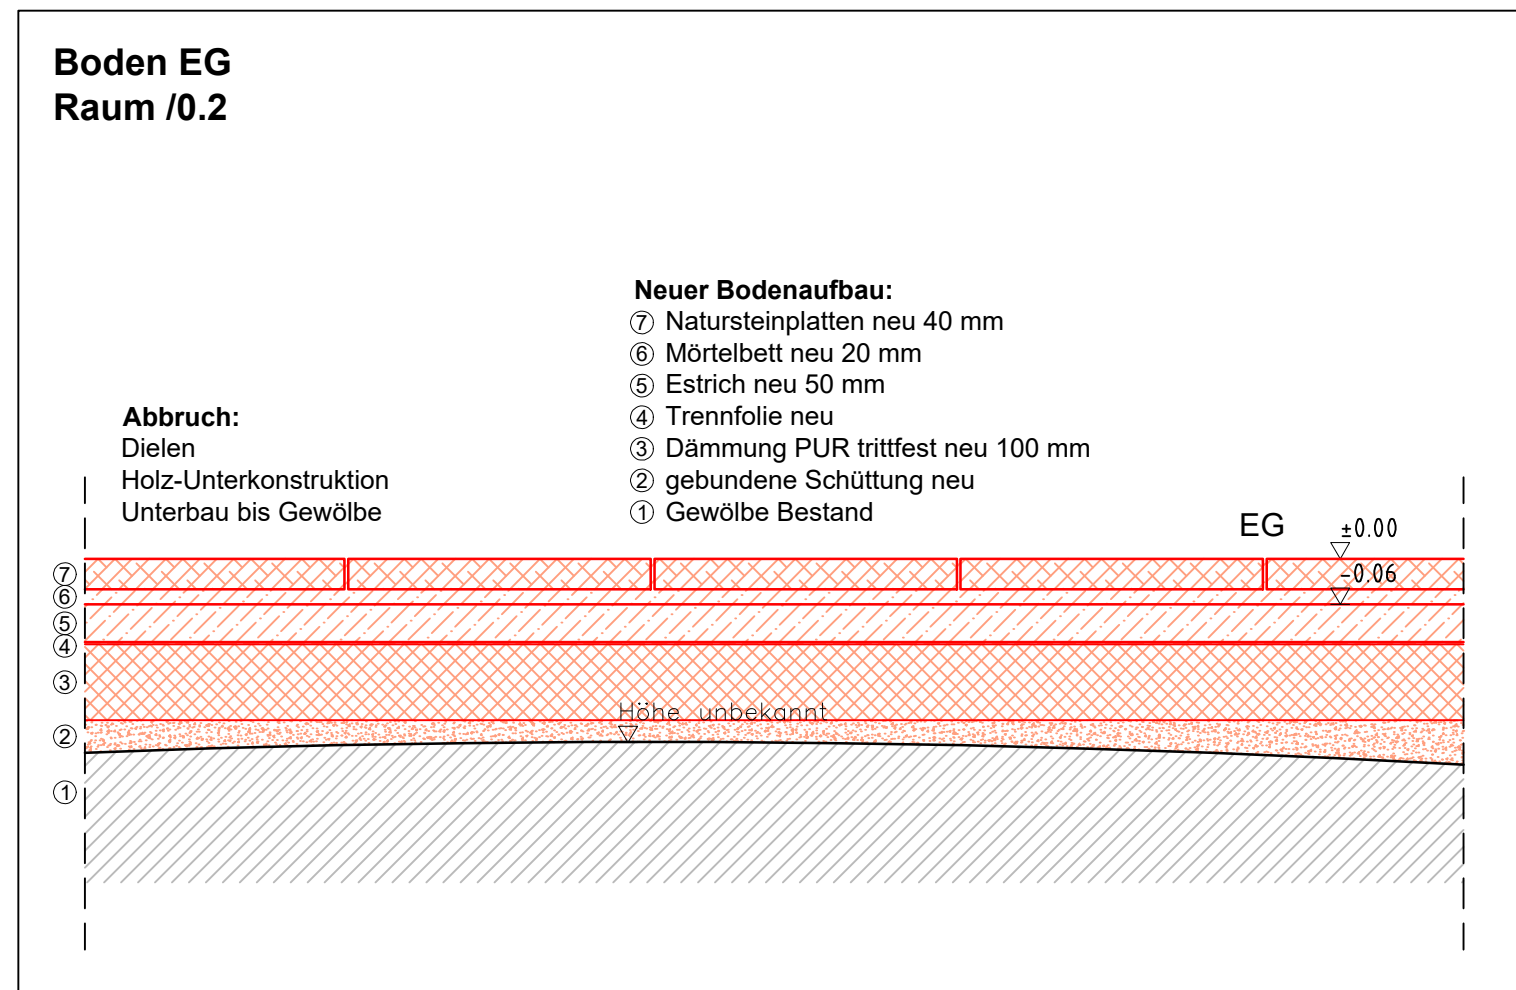 Boden EG
Raum /0.2
Neuer Bodenaufbau:
⑦ Natursteinplatten neu 40 mm
⑥ Mörtelbett neu 20 mm
⑤ Estrich neu 50 mm
④ Trennfolie neu
③ Dämmung PUR trittfest neu 100 mm
② gebundene Schüttung neu
① Gewölbe Bestand
Abbruch:
Dielen
Holz-Unterkonstruktion
Unterbau bis Gewölbe
EG
±0.00
-0.06
⑦
⑥
⑤
④
③
②
①
Höhe unbekannt